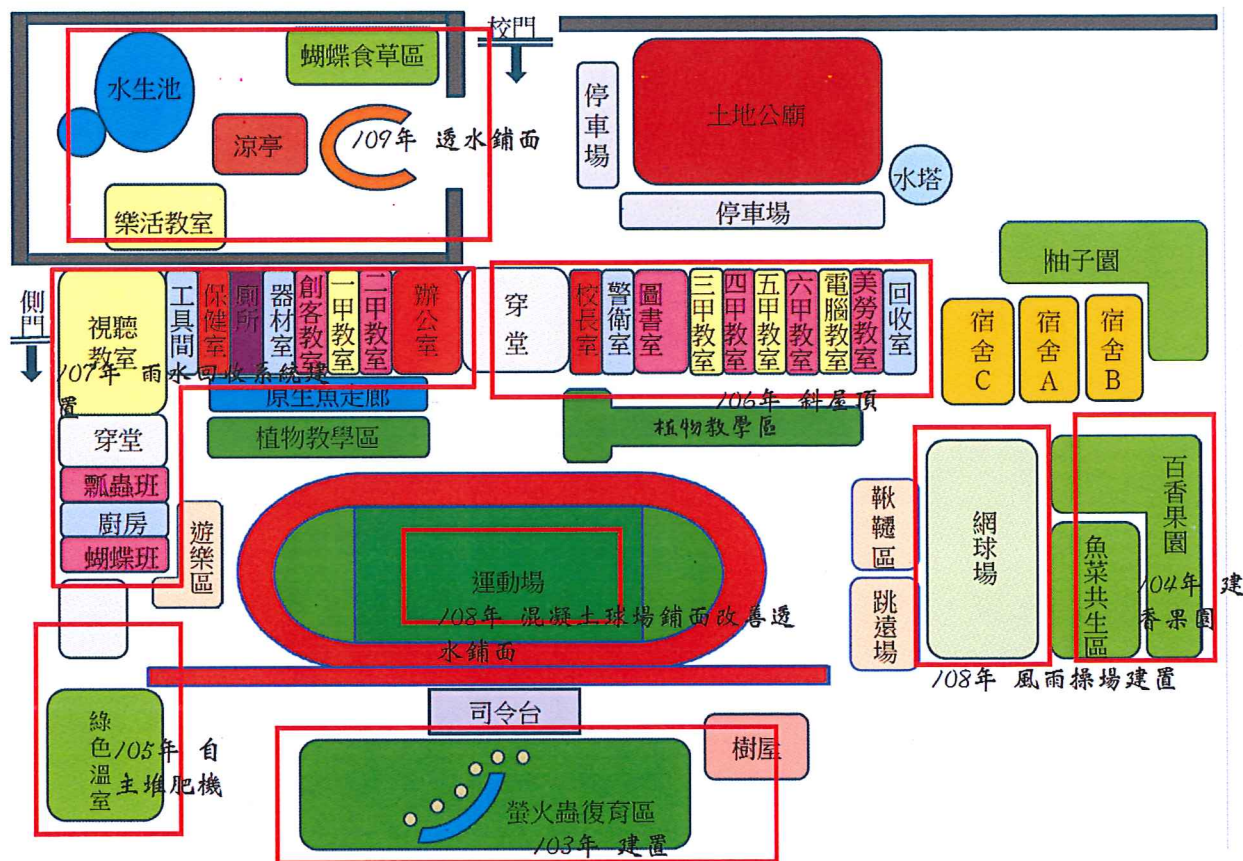 校門
蝴蝶食草區
水生池
涼亭
109年 透水鋪面
樂活教室
停車場
土地公廟
水塔
停車場
柚子園
側門
視聽教室
工具間
保健室
廁所
器材室
創客教室
一甲教室
二甲教室
辦公室
穿堂
校長室
警衛室
圖書室
三甲教室
四甲教室
五甲教室
六甲教室
電腦教室
美勞教室
回收室
宿舍C
宿舍A
宿舍B
107年 雨水回收系統建
置
原生魚走廊
106年 斜屋頂
植物教學區
植物教學區
穿堂
瓢蟲班
廚房
蝴蝶班
遊樂區
運動場
108年 混凝土球場鋪面改善透
水鋪面
鞦韆區
跳遠場
網球場
108年 風雨操場建置
百香果園
魚菜共生區
104年 建
香果園
司令台
樹屋
綠色溫室
105年 自
主堆肥機
螢火蟲復育區
103年 建置